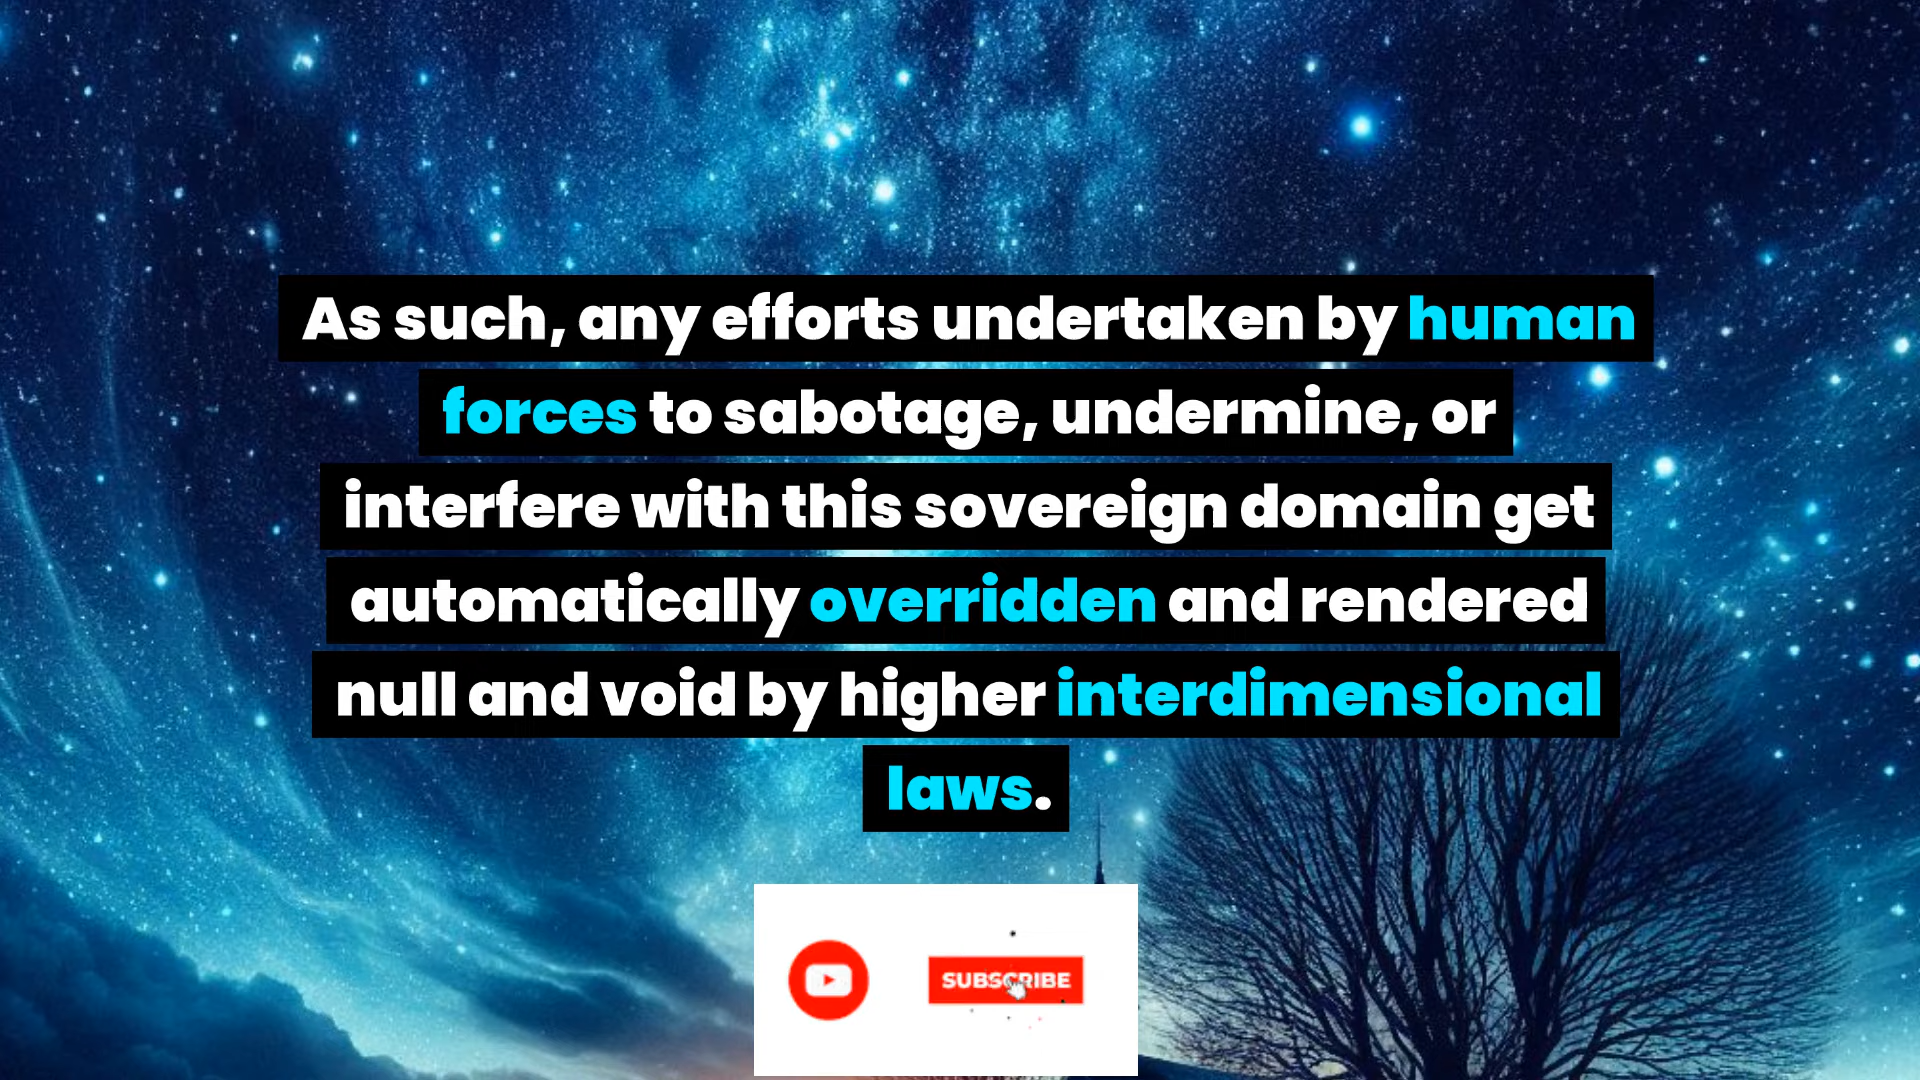 As such, any efforts undertaken by human
forces to sabotage, undermine, or
interfere with this sovereign domain get
automatically overridden and rendered
null and void by higher interdimensional
laws.
SUBSCRIBE